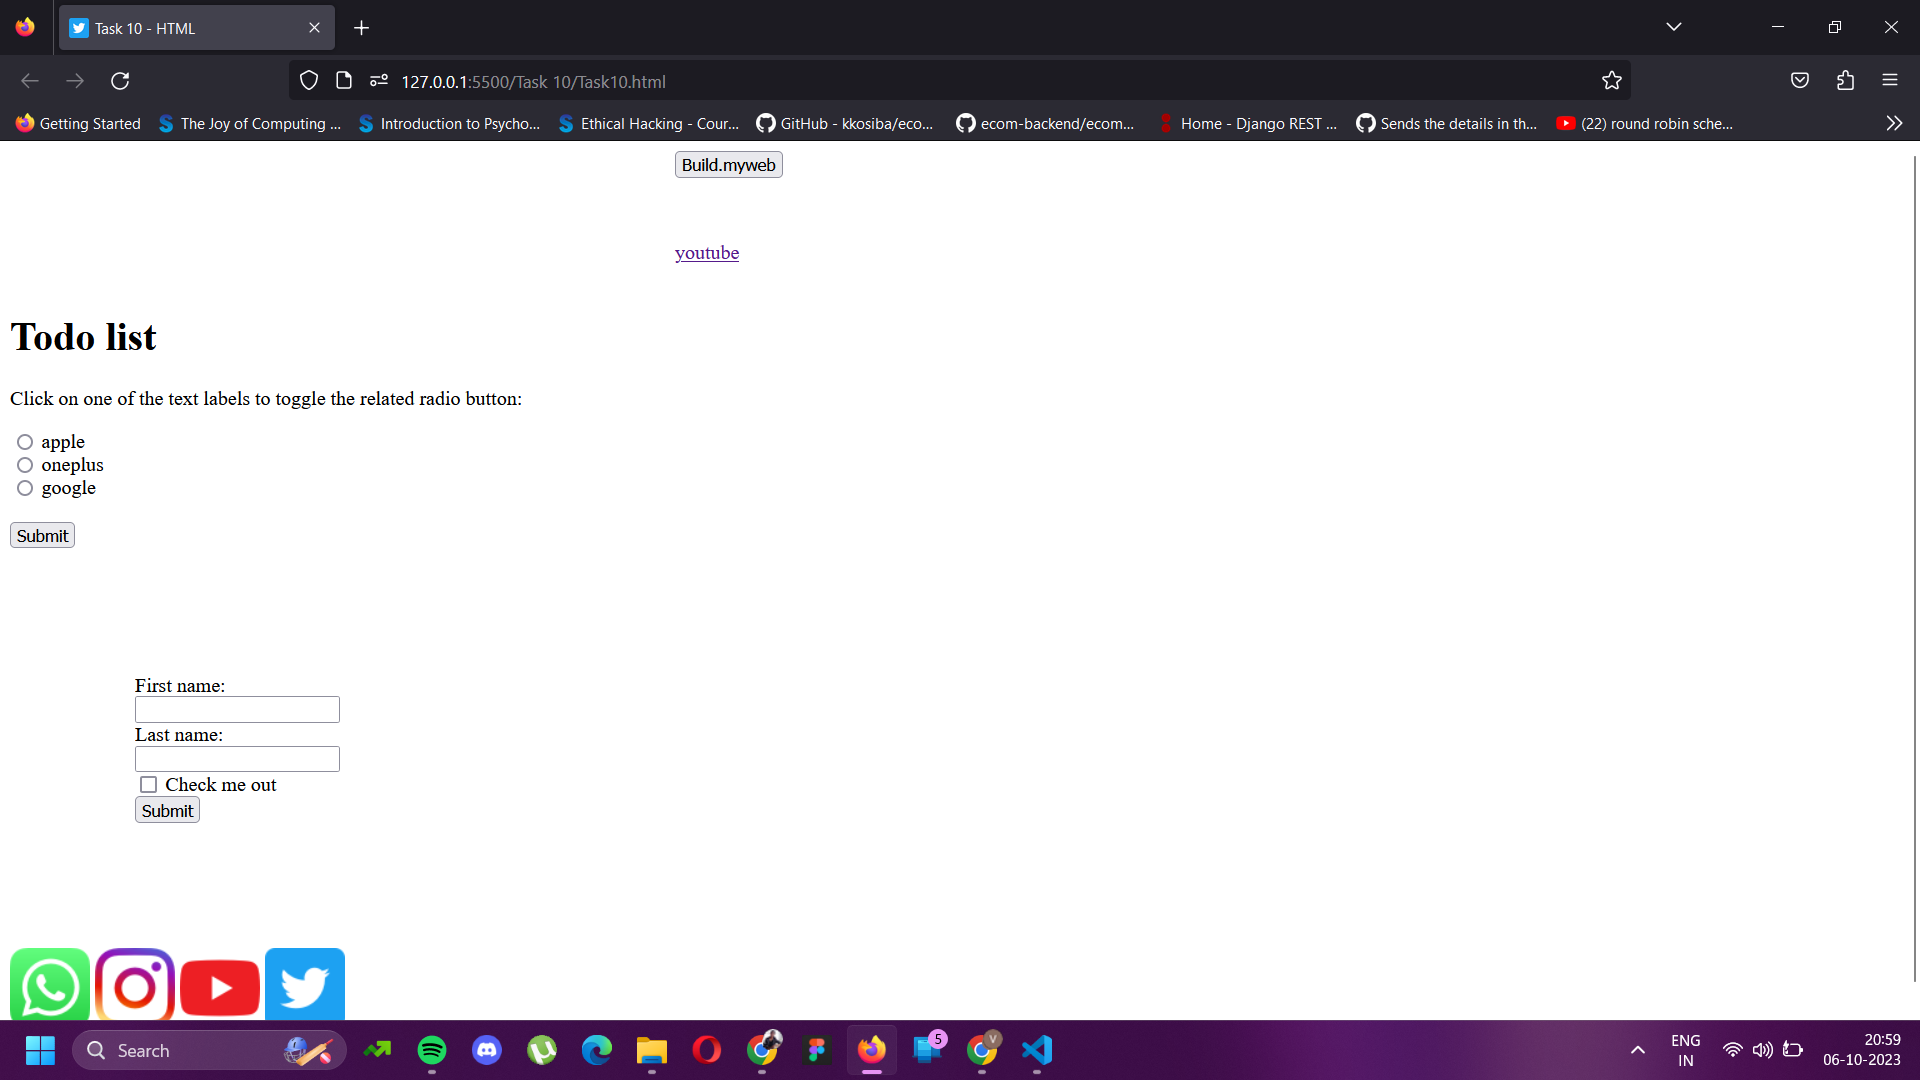 Task 10 - HTML
127.0.0.1:5500/Task 10/Task10.html
Getting Started
The Joy of Computing ...
Introduction to Psycho...
Ethical Hacking - Cour...
GitHub - kkosiba/eco...
ecom-backend/ecom...
Home - Django REST ...
Sends the details in th...
(22) round robin sche...
Build.myweb
youtube
Todo list
Click on one of the text labels to toggle the related radio button:
apple
oneplus
google
Submit
First name:
Last name:
Check me out
Submit
Search
5
V
ENG
IN
20:59
06-10-2023